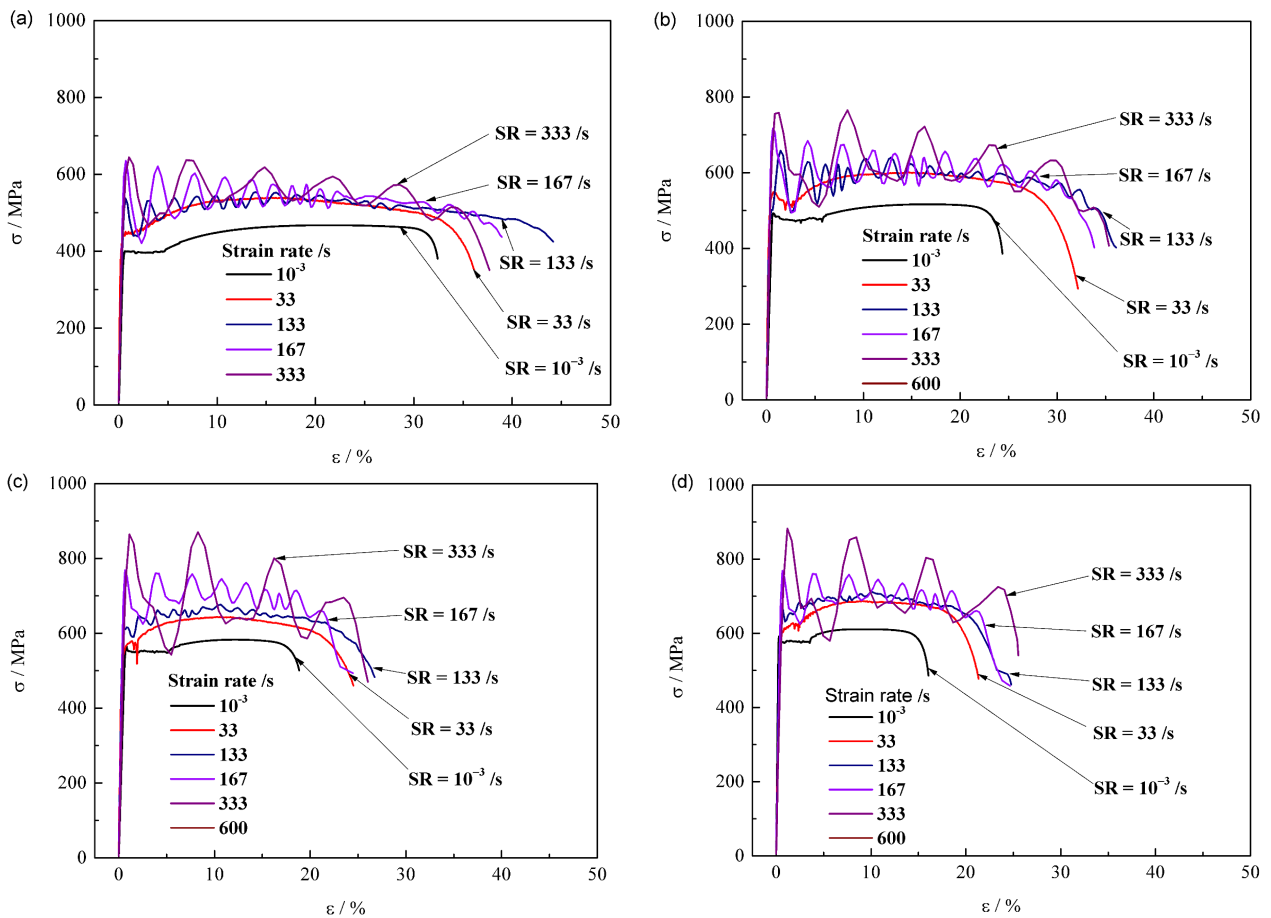 (a)
1000
800
600
400
200
0
σ / MPa
SR = 333 /s
SR = 167 /s
SR = 133 /s
SR = 33 /s
SR = 10⁻³ /s
Strain rate /s
10⁻³
33
133
167
333
0 10 20 30 40 50
ε / %
(b)
1000
800
600
400
200
0
σ / MPa
SR = 333 /s
SR = 167 /s
SR = 133 /s
SR = 33 /s
SR = 10⁻³ /s
Strain rate /s
10⁻³
33
133
167
333
600
0 10 20 30 40 50
ε / %
(c)
1000
800
600
400
200
0
σ / MPa
SR = 333 /s
SR = 167 /s
SR = 133 /s
SR = 33 /s
SR = 10⁻³ /s
Strain rate /s
10⁻³
33
133
167
333
600
0 10 20 30 40 50
ε / %
(d)
1000
800
600
400
200
0
σ / MPa
SR = 333 /s
SR = 167 /s
SR = 133 /s
SR = 33 /s
SR = 10⁻³ /s
Strain rate /s
10⁻³
33
133
167
333
600
0 10 20 30 40 50
ε / %